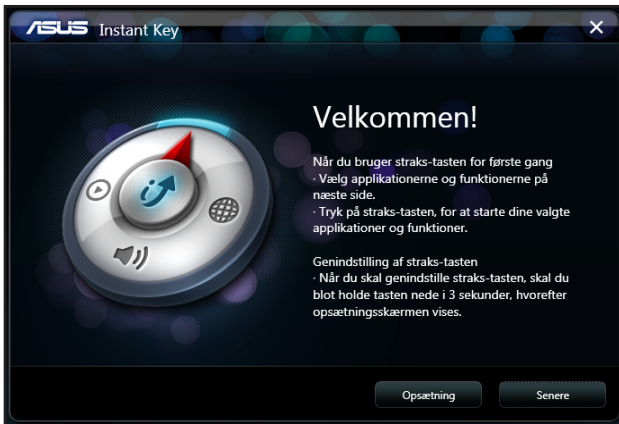 ASUS Instant Key
Velkommen!
Når du bruger straks-tasten for første gang
· Vælg applikationerne og funktionerne på
næste side.
· Tryk på straks-tasten, for at starte dine valgte
applikationer og funktioner.
Genindstilling af straks-tasten
· Når du skal genindstille straks-tasten, skal du
blot holde tasten nede i 3 sekunder, hvorefter
opsætningsskærmen vises.
Opsætning Senere